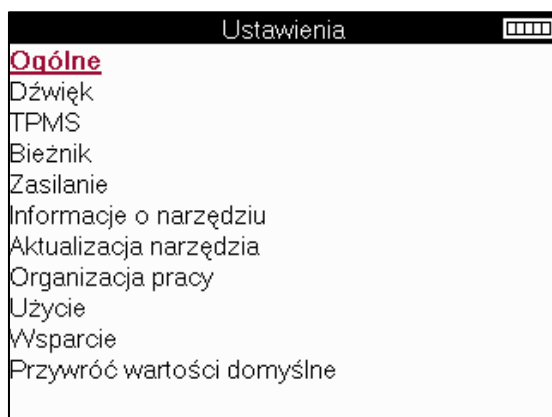 Ustawienia
Ogólne
Dźwięk
TPMS
Bieżnik
Zasilanie
Informacje o narzędziu
Aktualizacja narzędzia
Organizacja pracy
Użycie
Wsparcie
Przywróć wartości domyślne